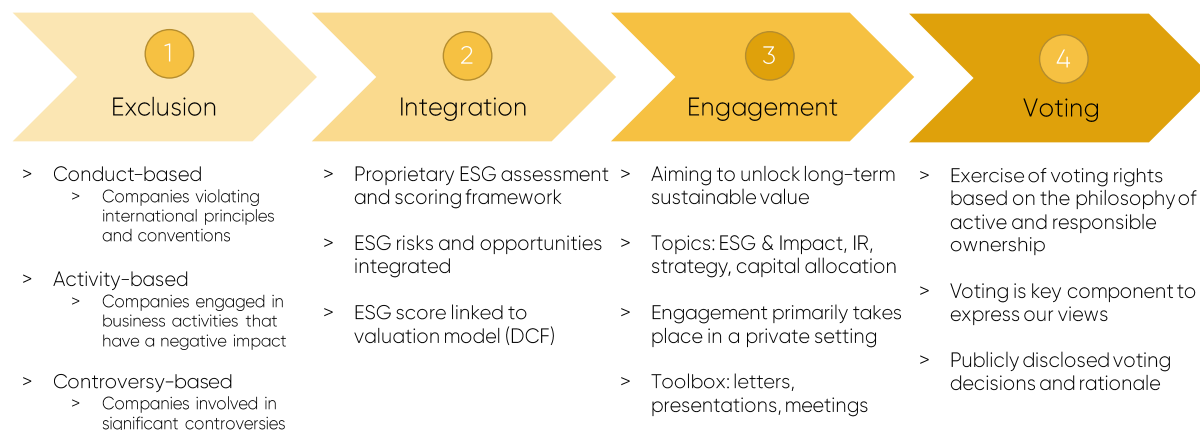 1
Exclusion
> Conduct-based
> Companies violating
international principles
and conventions
> Activity-based
> Companies engaged in
business activities that
have a negative impact
> Controversy-based
> Companies involved in
significant controversies
2
Integration
> Proprietary ESG assessment
and scoring framework
> ESG risks and opportunities
integrated
> ESG score linked to
valuation model (DCF)
3
Engagement
> Aiming to unlock long-term
sustainable value
> Topics: ESG & Impact, IR,
strategy, capital allocation
> Engagement primarily takes
place in a private setting
> Toolbox: letters,
presentations, meetings
4
Voting
> Exercise of voting rights
based on the philosophy of
active and responsible
ownership
> Voting is key component to
express our views
> Publicly disclosed voting
decisions and rationale